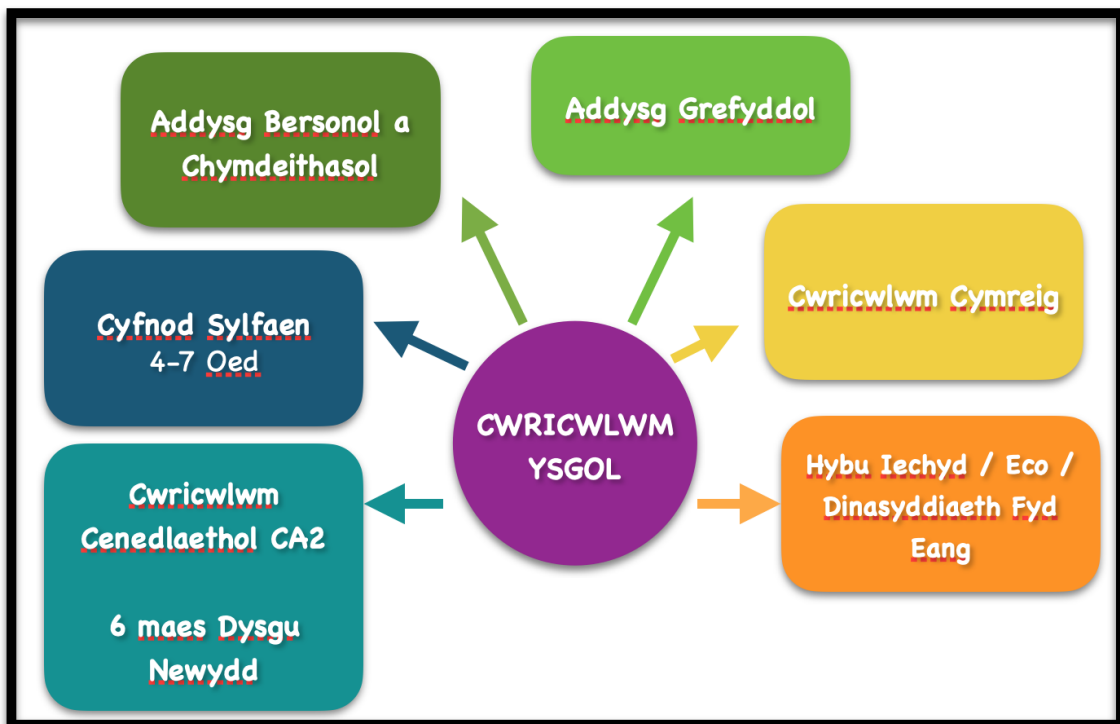 Addysg Bersonol a
Chymdeithasol
Addysg Grefyddol
Cyfnod Sylfaen
4-7 Oed
Cwricwlwm Cymreig
CWRICWLWM
YSGOL
Cwricwlwm
Cenedlaethol CA2
6 maes Dysgu
Newydd
Hybu Iechyd / Eco /
Dinasyddiaeth Fyd
Eang